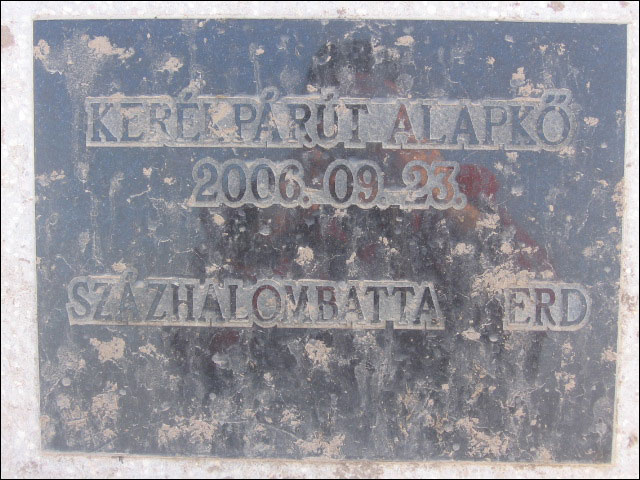 KERÉKPÁRÚT ALAPKŐ
2006. 09. 23.
SZÁZHALOMBATTA ERD